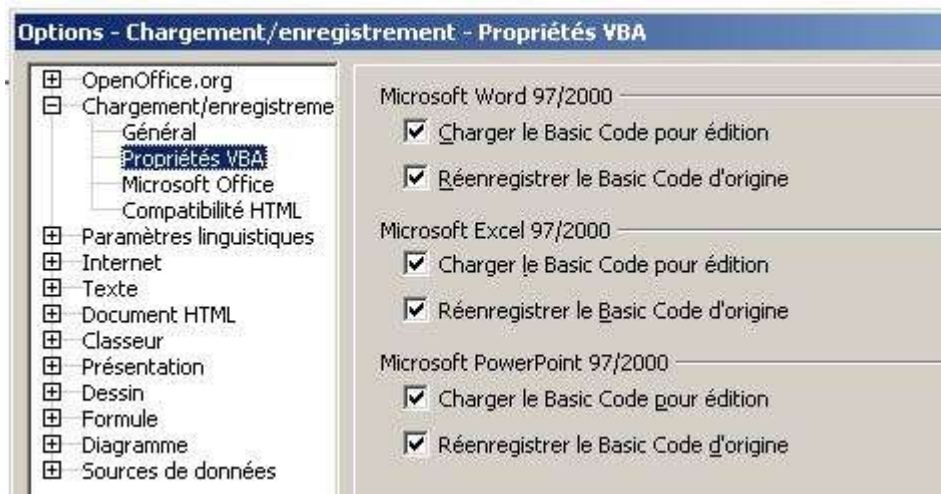 Options - Chargement/enregistrement - Propriétés VBA
OpenOffice.org
Chargement/enregistreme
Général
Propriétés VBA
Microsoft Office
Compatibilité HTML
Paramètres linguistiques
Internet
Texte
Document HTML
Classeur
Présentation
Dessin
Formule
Diagramme
Sources de données
Microsoft Word 97/2000
Charger le Basic Code pour édition
Réenregistrer le Basic Code d'origine
Microsoft Excel 97/2000
Charger le Basic Code pour édition
Réenregistrer le Basic Code d'origine
Microsoft PowerPoint 97/2000
Charger le Basic Code pour édition
Réenregistrer le Basic Code d'origine